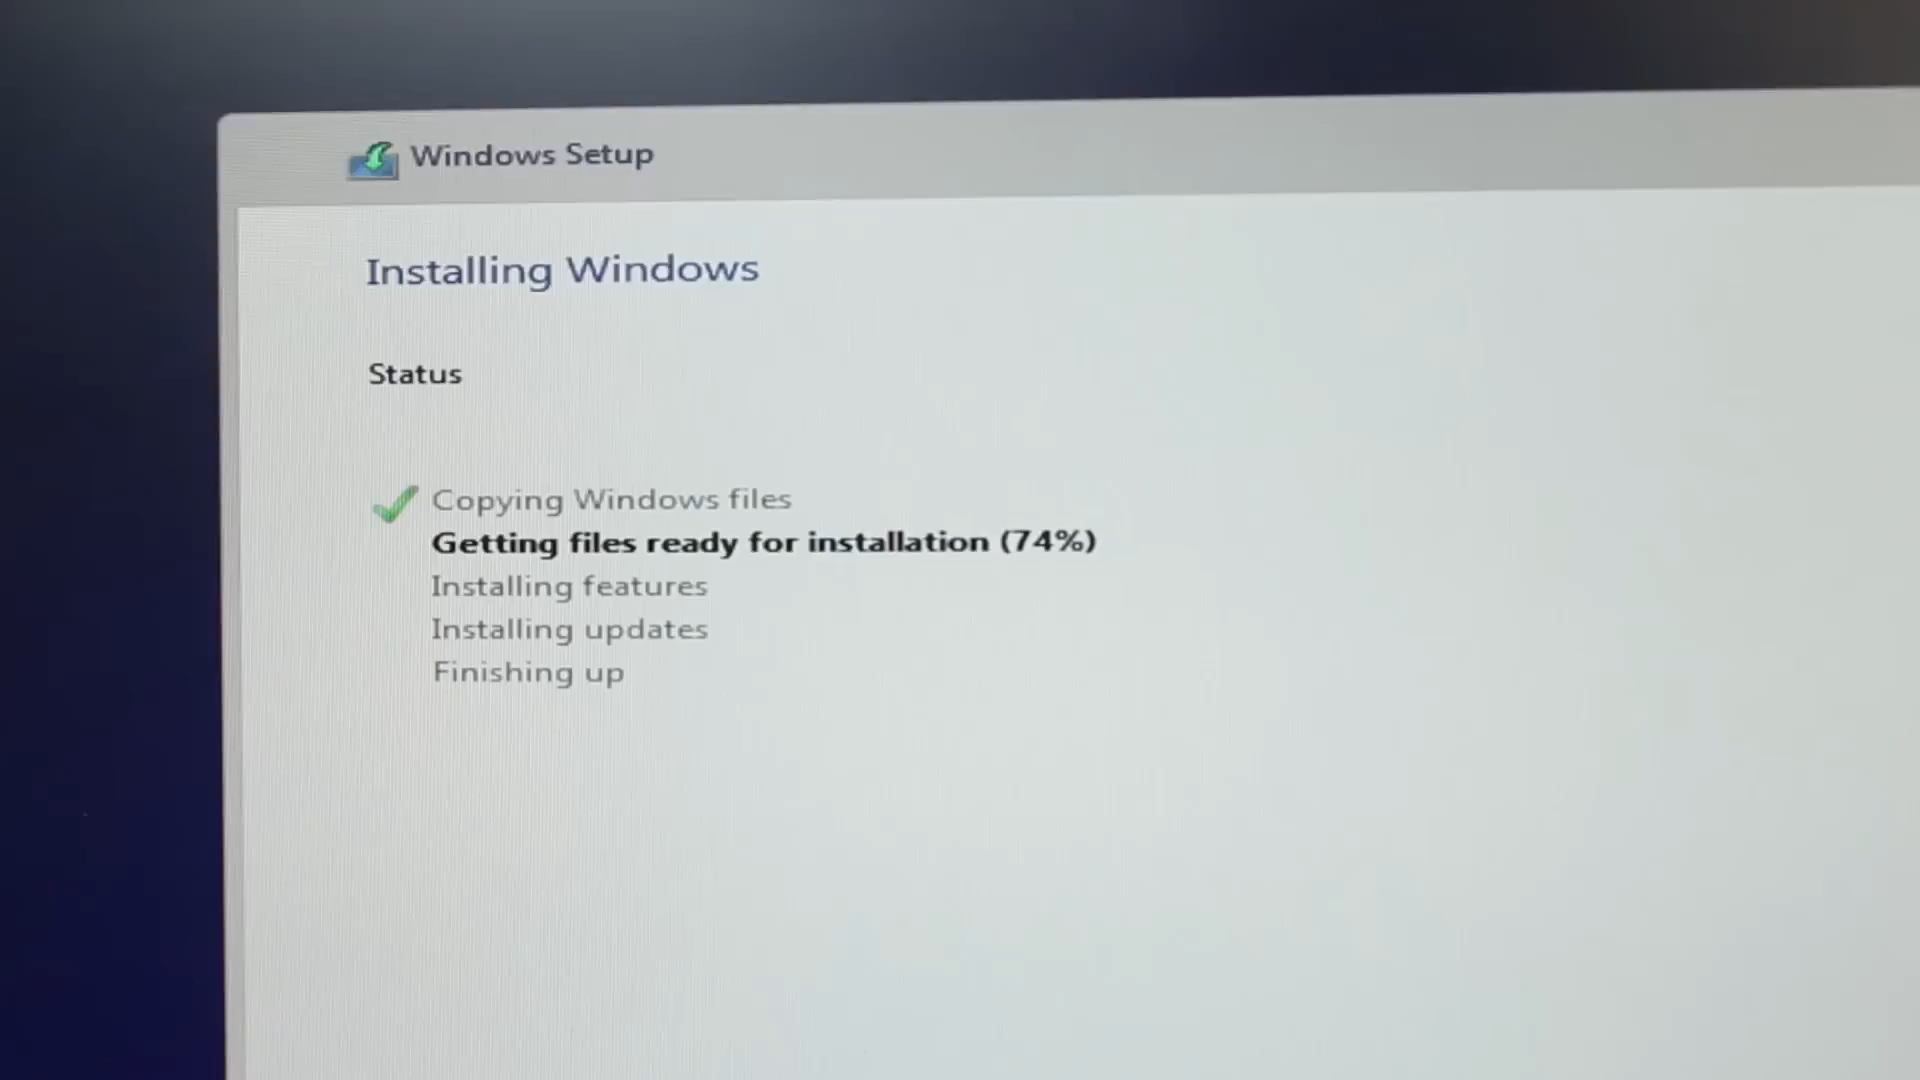 Windows Setup
Installing Windows
Status
Copying Windows files
Getting files ready for installation (74%)
Installing features
Installing updates
Finishing up